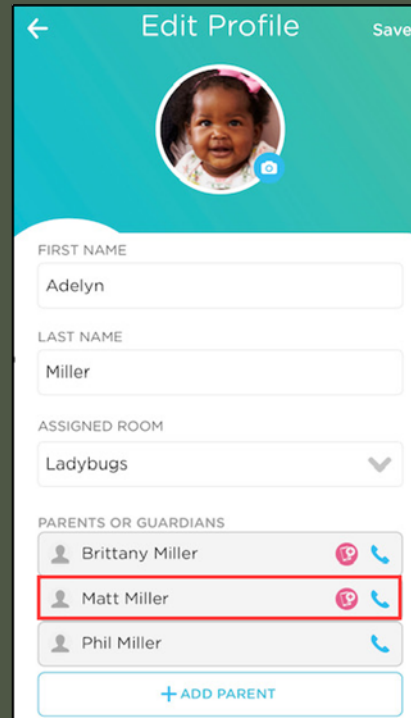 Edit Profile
Save
FIRST NAME
Adelyn
LAST NAME
Miller
ASSIGNED ROOM
Ladybugs
PARENTS OR GUARDIANS
Brittany Miller
Matt Miller
Phil Miller
+ ADD PARENT